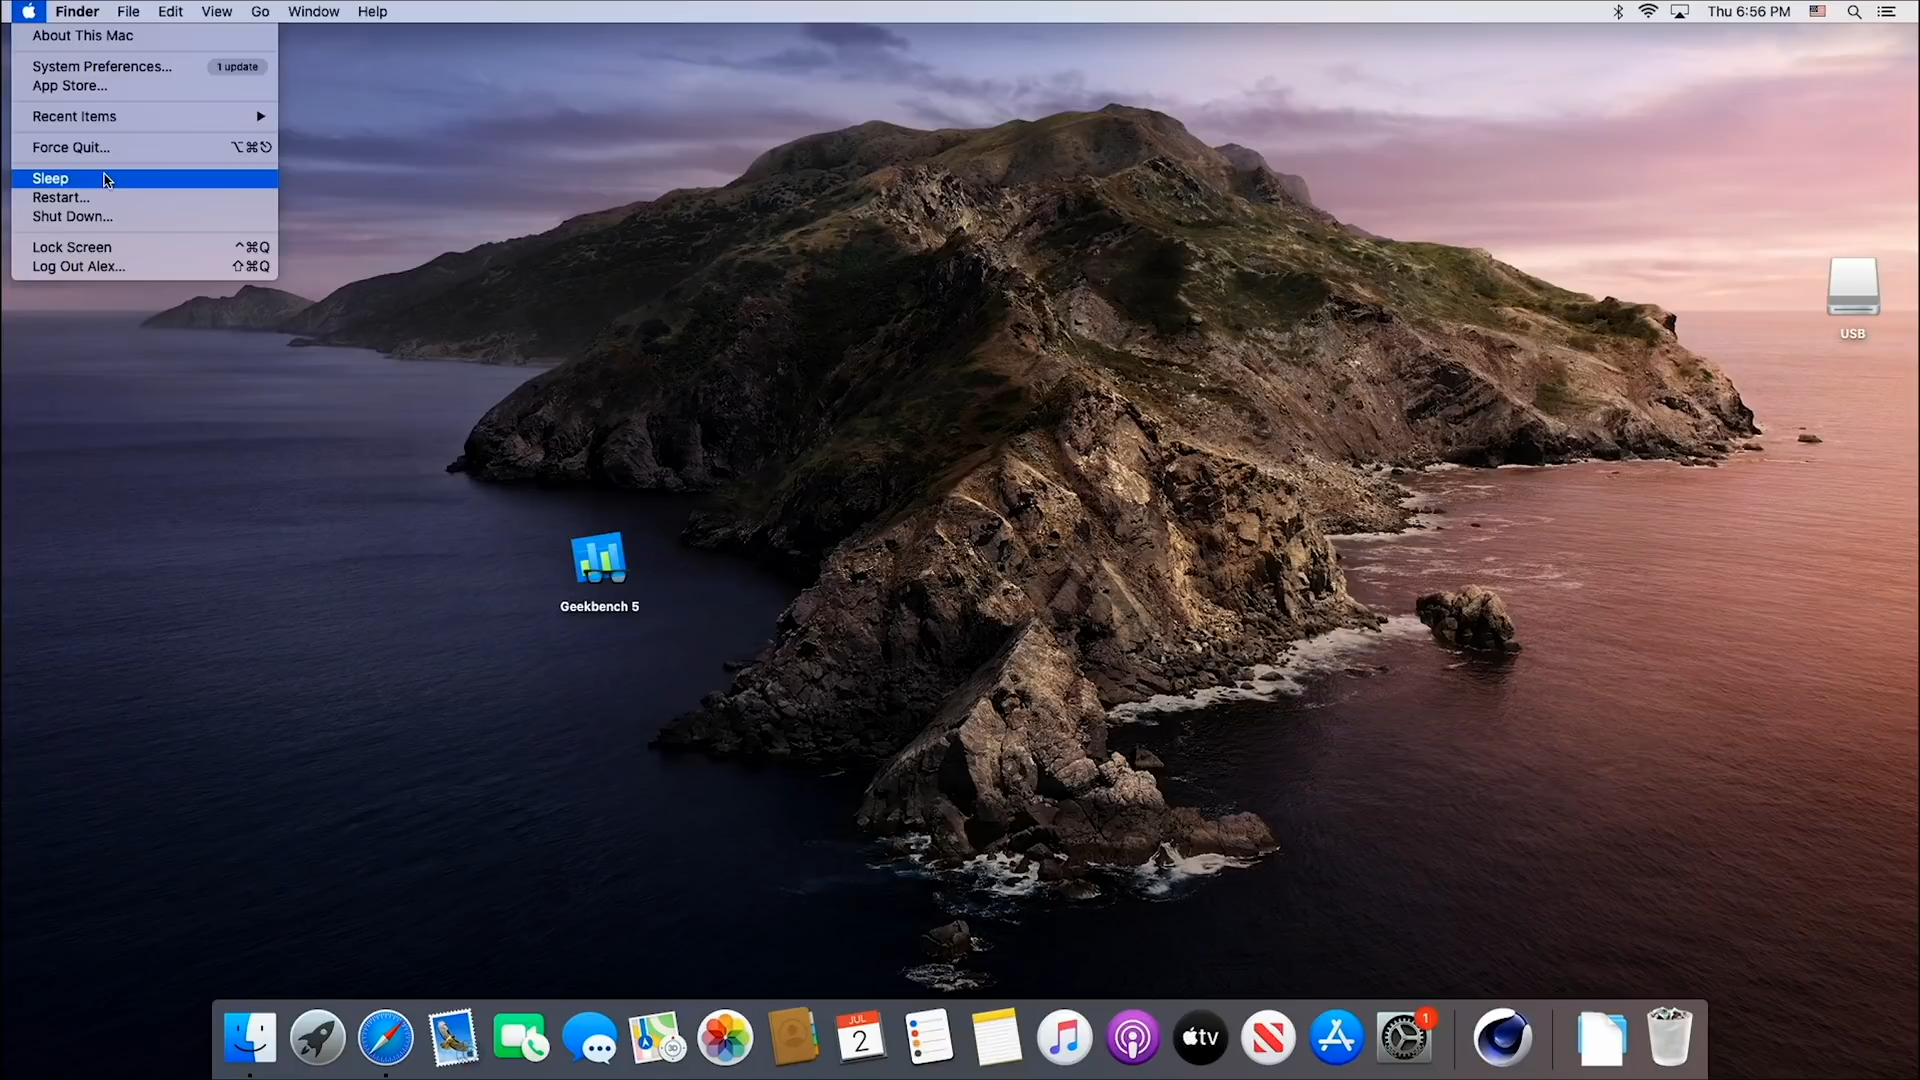 Finder File Edit View Go Window Help
Thu 6:56 PM
About This Mac
System Preferences... 1 update
App Store...
Recent Items
Force Quit... ⌥⌘⎋
Sleep
Restart...
Shut Down...
Lock Screen ^⌘Q
Log Out Alex... ⇧⌘Q
USB
Geekbench 5
JUL
2
3D
tv
1